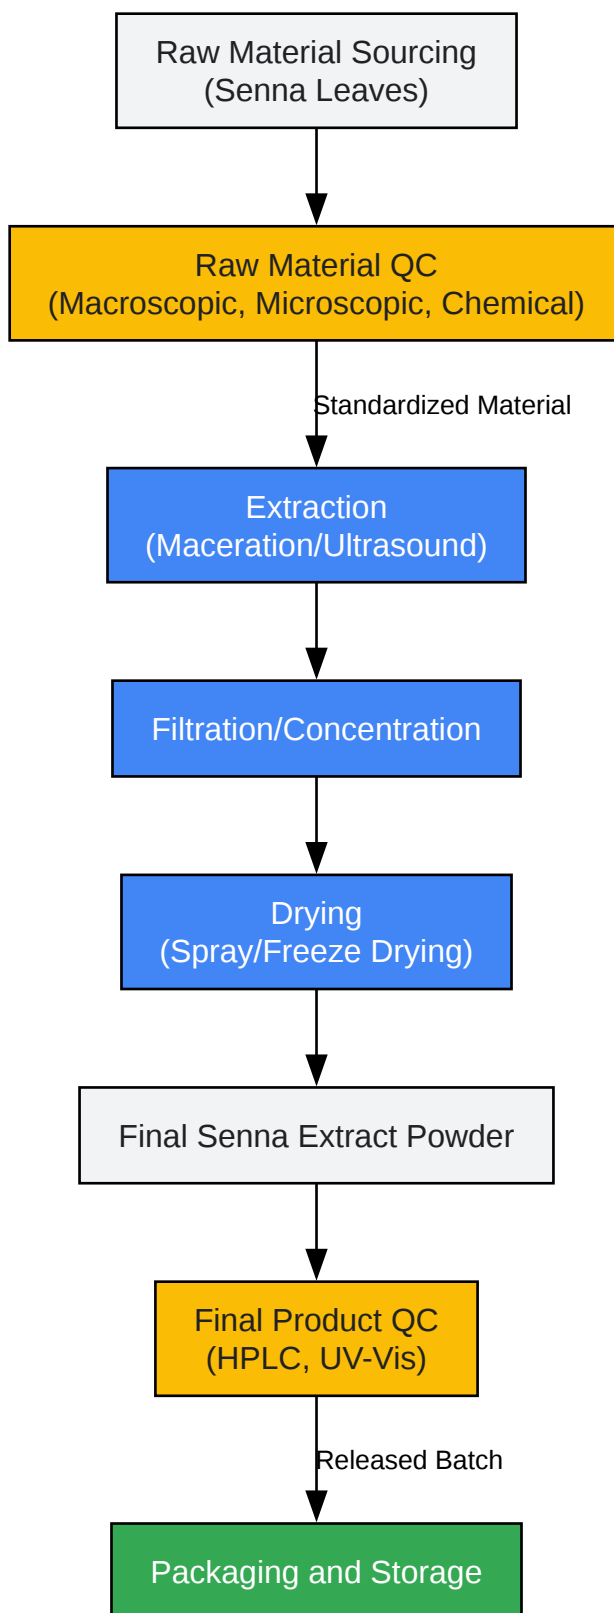 Raw Material Sourcing
(Senna Leaves)
Raw Material QC
(Macroscopic, Microscopic, Chemical)
Standardized Material
Extraction
(Maceration/Ultrasound)
Filtration/Concentration
Drying
(Spray/Freeze Drying)
Final Senna Extract Powder
Final Product QC
(HPLC, UV-Vis)
Released Batch
Packaging and Storage